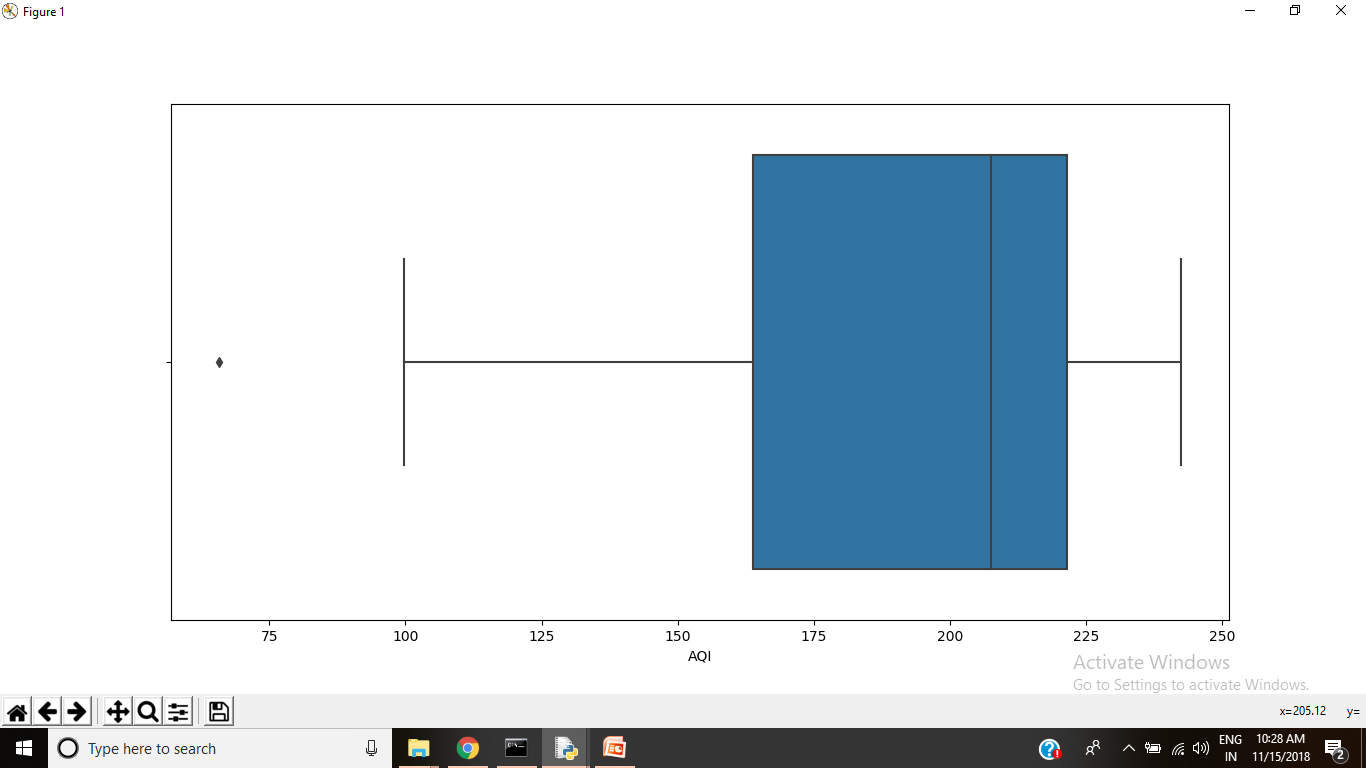 Figure 1
75 100 125 150 175 200 225 250
AQI
Activate Windows
Go to Settings to activate Windows.
x=205.12 y=
Type here to search
ENG
IN
10:28 AM
11/15/2018
2